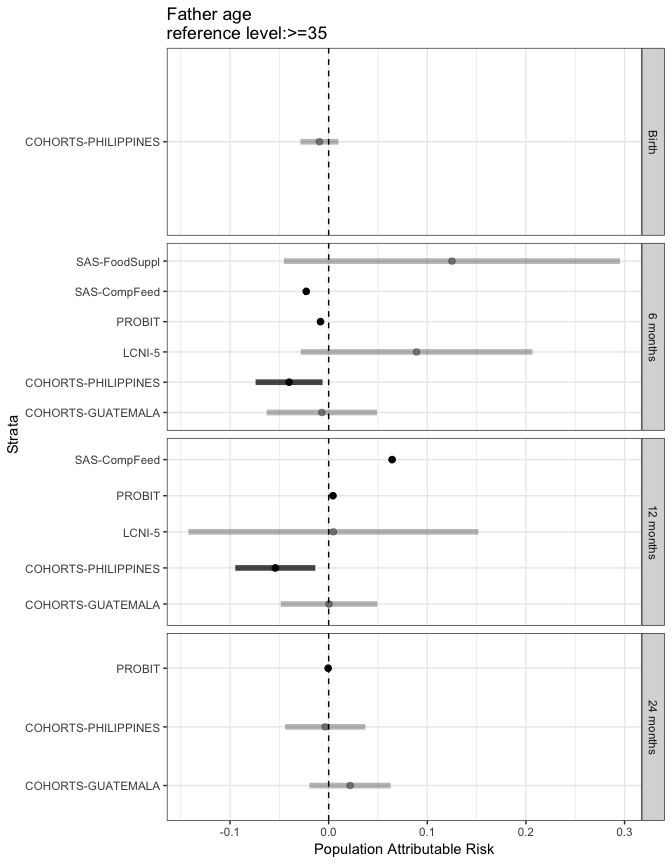 Father age
reference level:>=35
COHORTS-PHILIPPINES
Birth
SAS-FoodSuppl
SAS-CompFeed
PROBIT
LCNI-5
COHORTS-PHILIPPINES
COHORTS-GUATEMALA
6 months
SAS-CompFeed
PROBIT
LCNI-5
COHORTS-PHILIPPINES
COHORTS-GUATEMALA
12 months
PROBIT
COHORTS-PHILIPPINES
COHORTS-GUATEMALA
24 months
Strata
-0.1 0.0 0.1 0.2 0.3
Population Attributable Risk